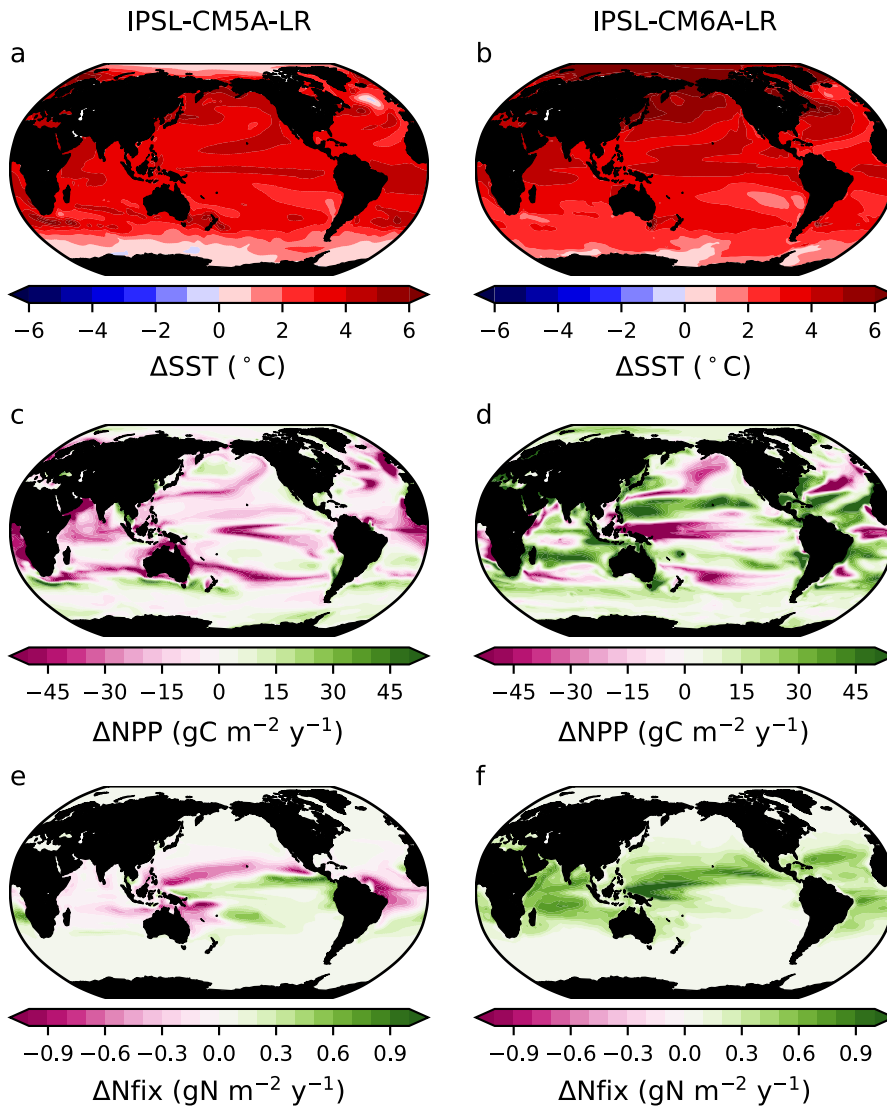 IPSL-CM5A-LR IPSL-CM6A-LR
a b
−6 −4 −2 0 2 4 6 −6 −4 −2 0 2 4 6
ΔSST (°C) ΔSST (°C)
c d
−45 −30 −15 0 15 30 45 −45 −30 −15 0 15 30 45
ΔNPP (gC m⁻² y⁻¹) ΔNPP (gC m⁻² y⁻¹)
e f
−0.9 −0.6 −0.3 0.0 0.3 0.6 0.9 −0.9 −0.6 −0.3 0.0 0.3 0.6 0.9
ΔNfix (gN m⁻² y⁻¹) ΔNfix (gN m⁻² y⁻¹)